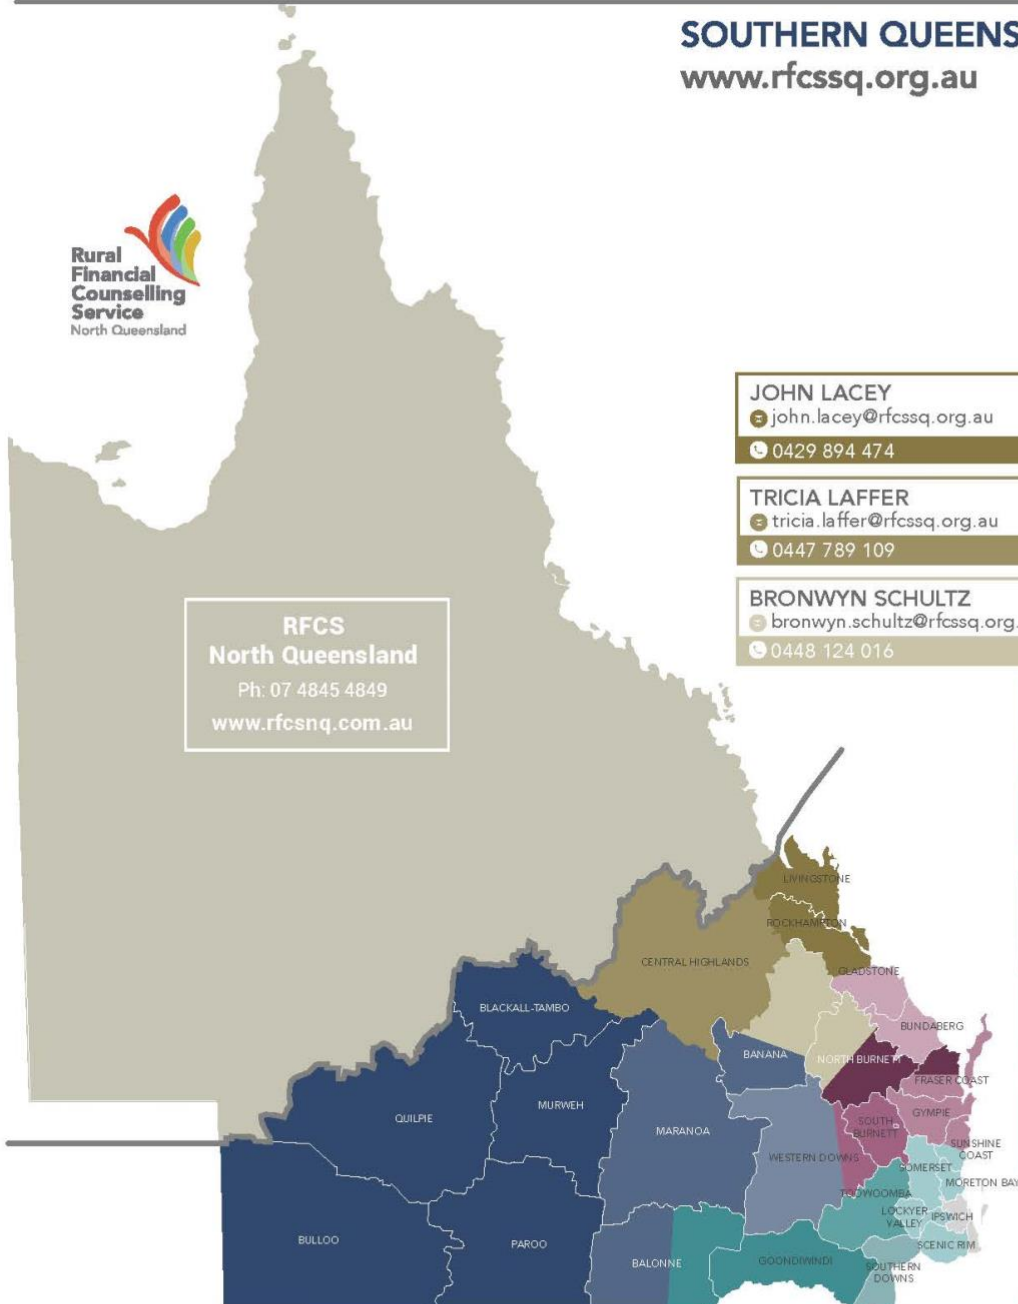 SOUTHERN QUEENS
www.rfcssq.org.au
Rural
Financial
Counselling
Service
North Queensland
JOHN LACEY
john.lacey@rfcssq.org.au
0429 894 474
TRICIA LAFFER
tricia.laffer@rfcssq.org.au
0447 789 109
BRONWYN SCHULTZ
bronwyn.schultz@rfcssq.org.
0448 124 016
RFCS
North Queensland
Ph: 07 4845 4849
www.rfcsnq.com.au
LIVINGSTONE
ROCKHAMPTON
CENTRAL HIGHLANDS
GLADSTONE
BLACKALL-TAMBO
BUNDABERG
BANANA
NORTH BURNETT
FRASER COAST
QUILPIE
MURWEH
MARANOA
SOUTH
BURNETT
GYMPIE
WESTERN DOWNS
SUNSHINE
COAST
SOMERSET
MORETON BAY
TOOWOOMBA
LOCKYER
VALLEY
IPSWICH
BULLOO
PAROO
BALONNE
GOONDIWINDI
SCENIC RIM
SOUTHERN
DOWNS